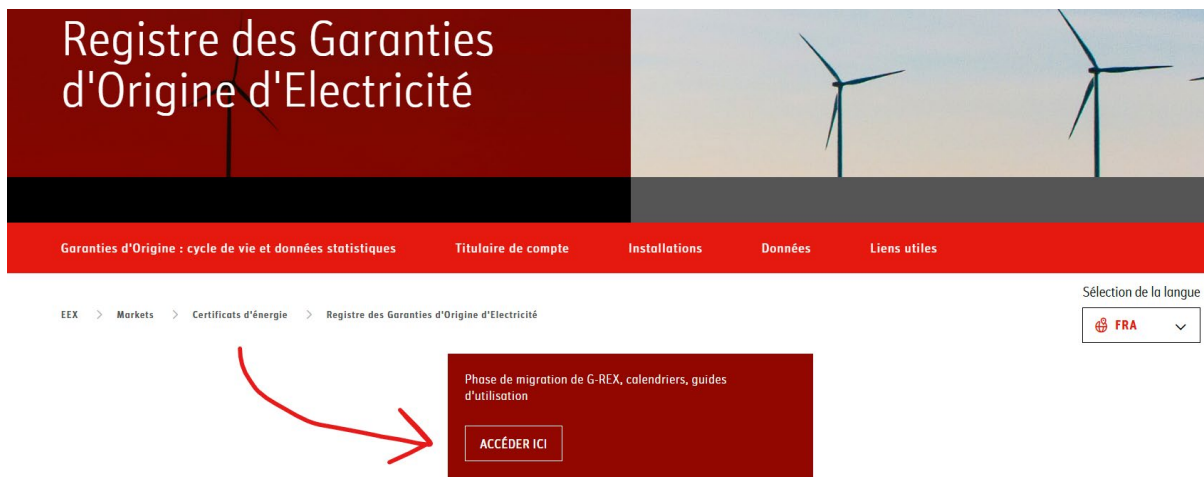 Registre des Garanties
d'Origine d'Electricité
Garanties d'Origine : cycle de vie et données statistiques
Titulaire de compte
Installations
Données
Liens utiles
Sélection de la langue
EEX > Markets > Certificats d'énergie > Registre des Garanties d'Origine d'Electricité
FRA
Phase de migration de G-REX, calendriers, guides
d'utilisation
ACCÉDER ICI